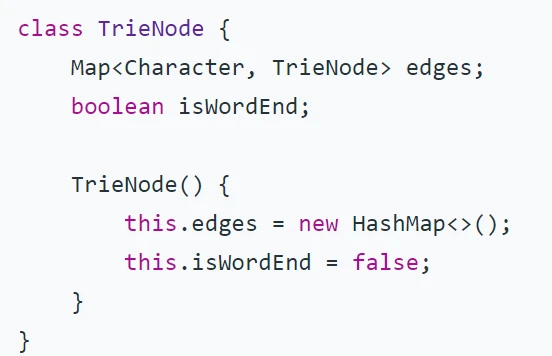 class TrieNode {
    Map<Character, TrieNode> edges;
    boolean isWordEnd;

    TrieNode() {
        this.edges = new HashMap<>();
        this.isWordEnd = false;
    }
}